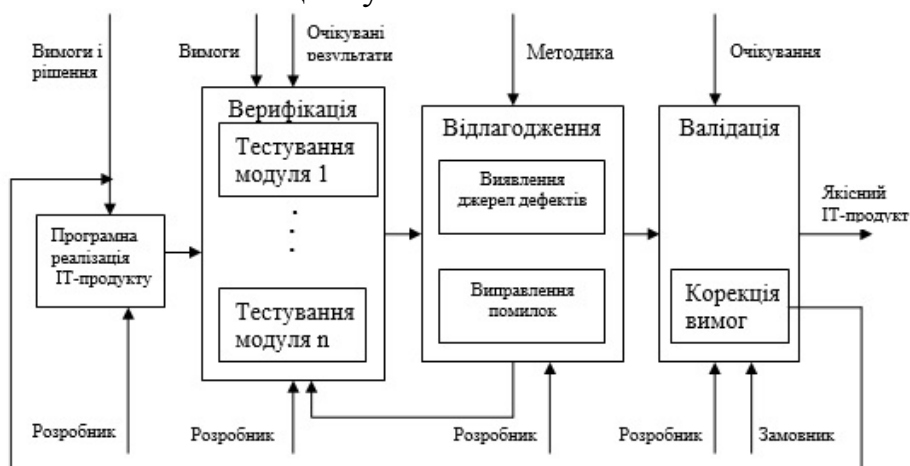 Вимоги і
рішення
Вимоги
Очікувані
результати
Методика
Очікування
Верифікація
Тестування
модуля 1
Тестування
модуля n
Відлагодження
Виявлення
джерел дефектів
Виправлення
помилок
Валідація
Корекція
вимог
Якісний
ІТ-продукт
Програмна
реалізація
ІТ-продукту
Розробник
Розробник
Розробник
Розробник
Замовник